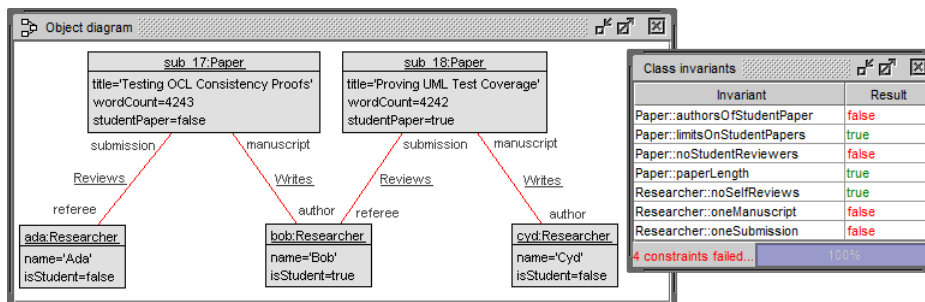 Object diagram
sub_17:Paper
title='Testing OCL Consistency Proofs'
wordCount=4243
studentPaper=false
sub_18:Paper
title='Proving UML Test Coverage'
wordCount=4242
studentPaper=true
submission
manuscript
submission
manuscript
Reviews
Writes
Reviews
Writes
referee
author
referee
author
ada:Researcher
name='Ada'
isStudent=false
bob:Researcher
name='Bob'
isStudent=true
cyd:Researcher
name='Cyd'
isStudent=false
Class invariants
Invariant Result
Paper::authorsOfStudentPaper false
Paper::limitsOnStudentPapers true
Paper::noStudentReviewers false
Paper::paperLength true
Researcher::noSelfReviews true
Researcher::oneManuscript false
Researcher::oneSubmission false
4 constraints failed... 100%